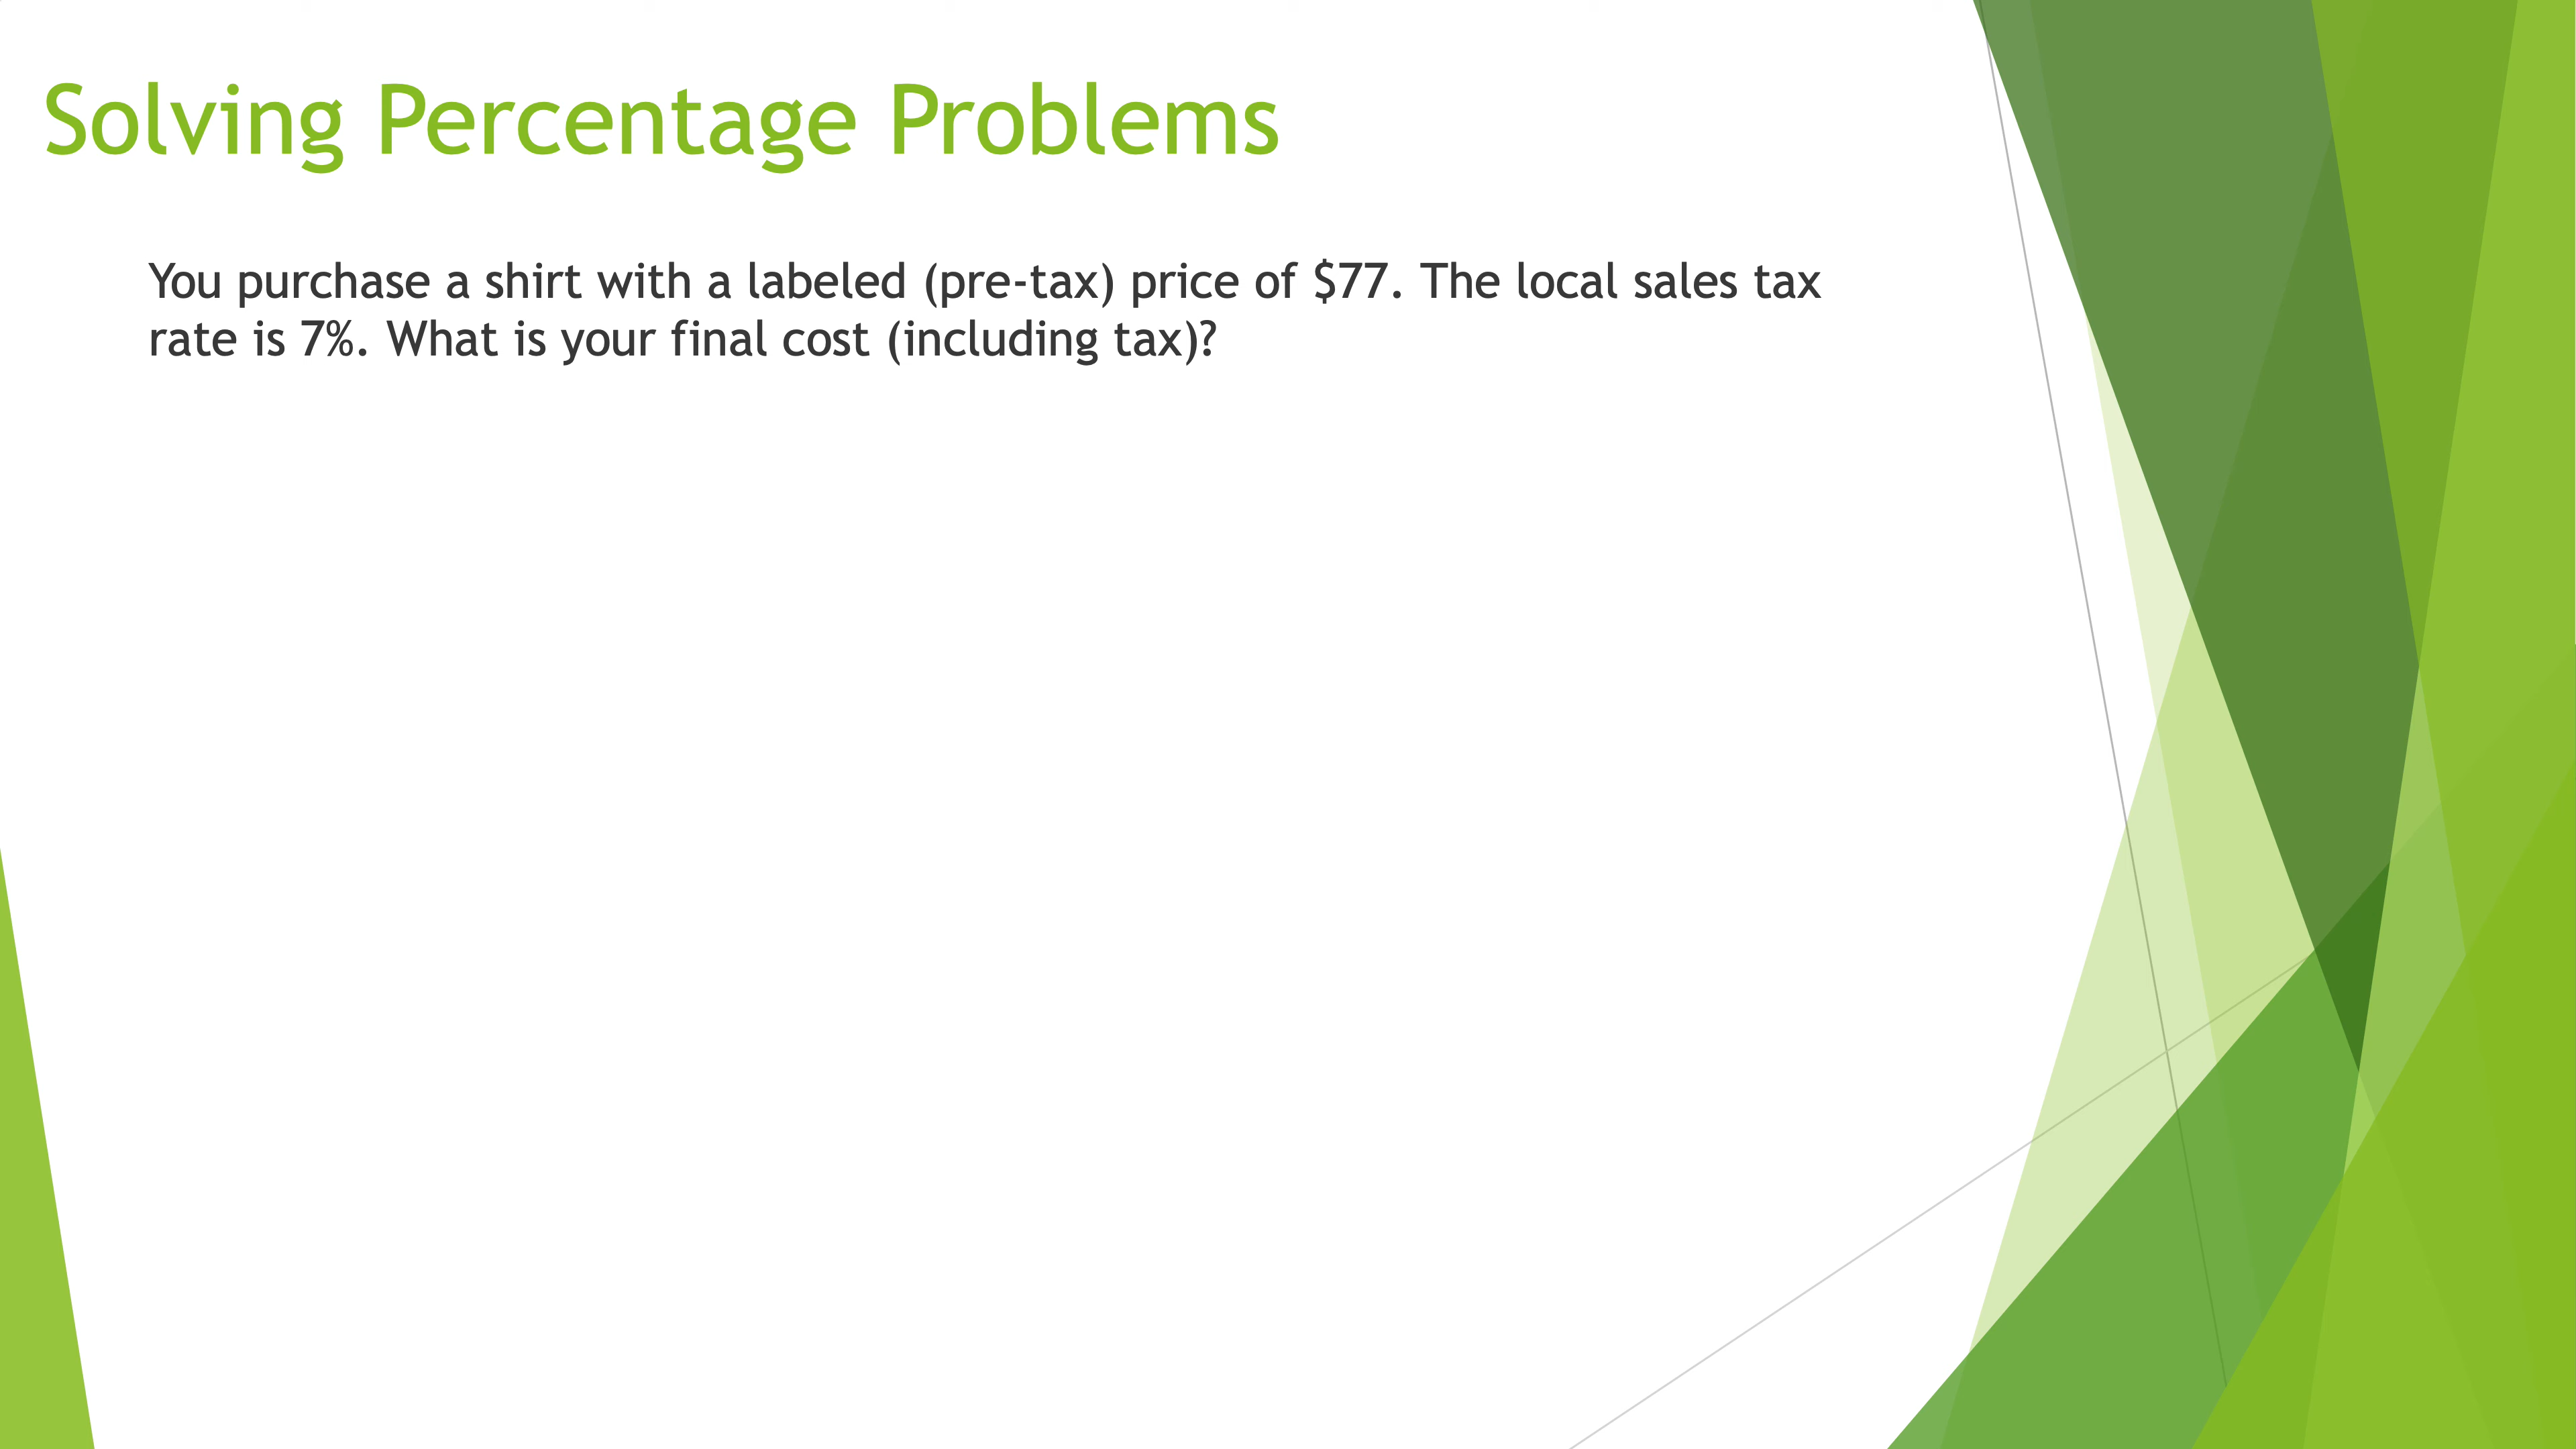 Solving Percentage Problems
You purchase a shirt with a labeled (pre-tax) price of $77. The local sales tax
rate is 7%. What is your final cost (including tax)?